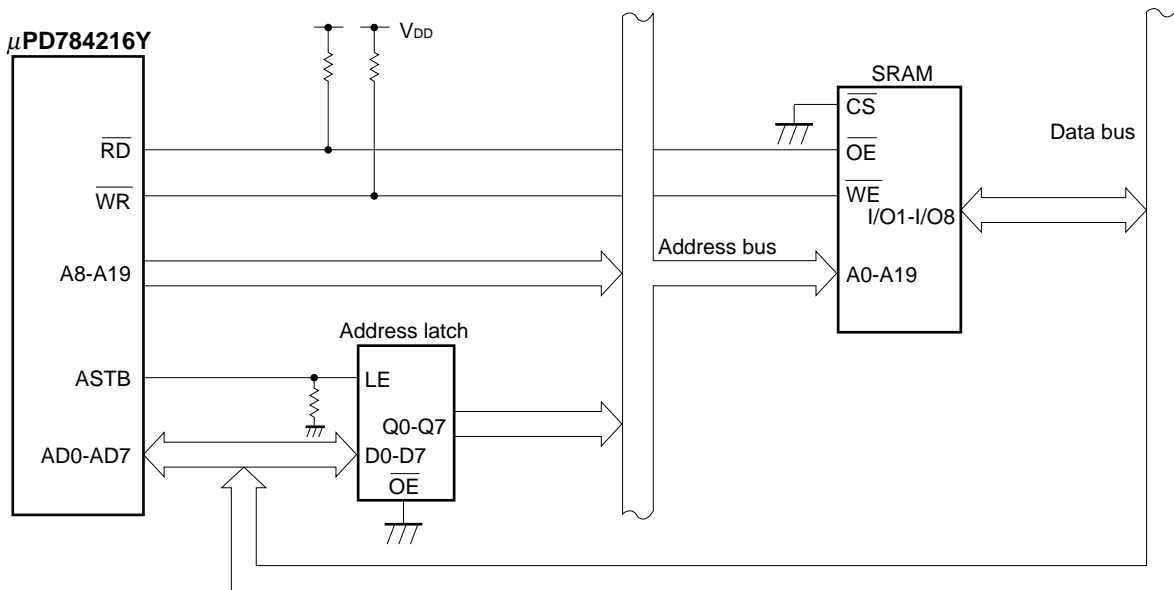 μPD784216Y
VDD
RD
WR
A8-A19
ASTB
AD0-AD7
Address latch
LE
Q0-Q7
D0-D7
OE
Address bus
SRAM
CS
OE
WE
I/O1-I/O8
A0-A19
Data bus